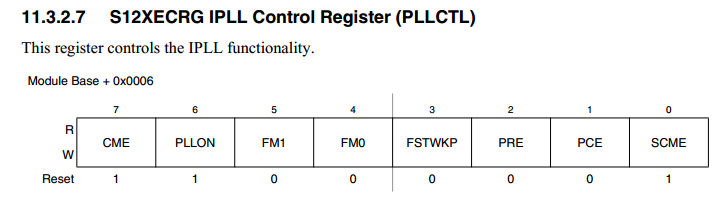 11.3.2.7 S12XECRG IPLL Control Register (PLLCTL)
This register controls the IPLL functionality.
Module Base + 0x0006
7 6 5 4 3 2 1 0
R
CME PLLON FM1 FM0 FSTWKP PRE PCE SCME
W
Reset 1 1 0 0 0 0 0 1